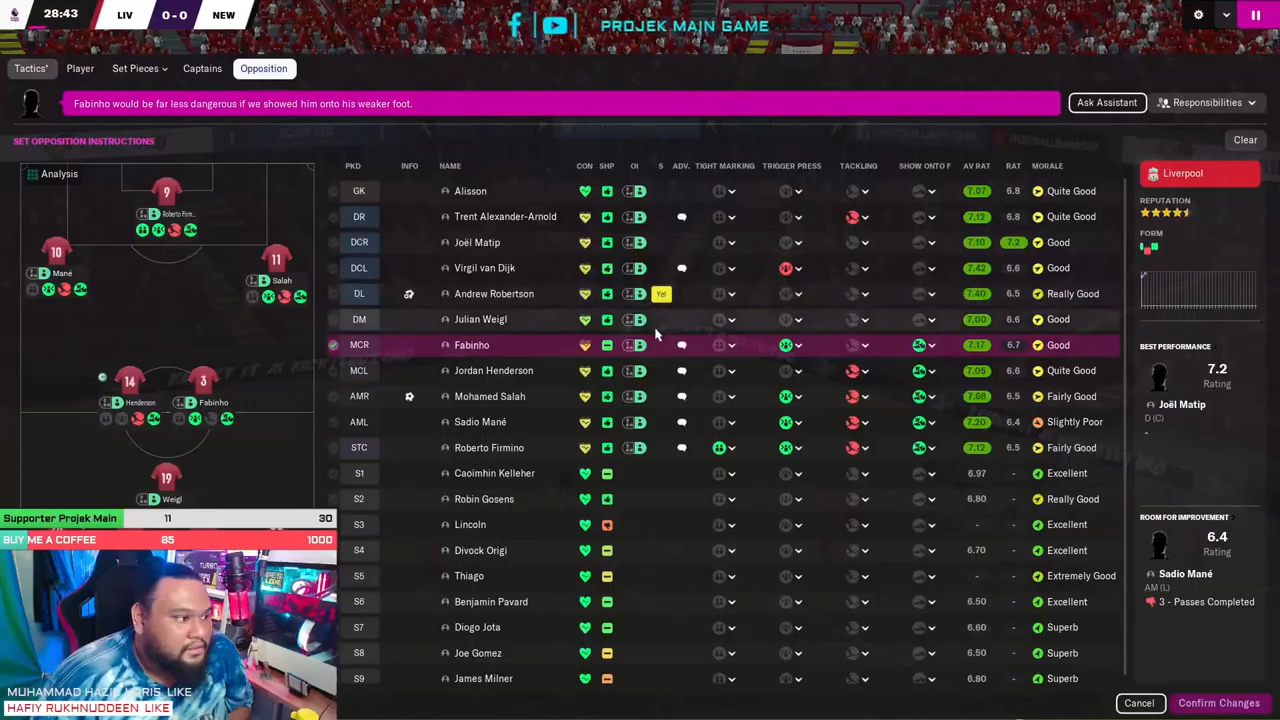 28:43
LIV
0 - 0
NEW
PROJEK MAIN GAME
Tactics*
Player
Set Pieces
Captains
Opposition
Fabinho would be far less dangerous if we showed him onto his weaker foot.
Ask Assistant
Responsibilities
SET OPPOSITION INSTRUCTIONS
Clear
Analysis
9
Roberto Firm...
10
Mané
11
Salah
14
Henderson
3
Fabinho
19
Weigl
PKD INFO NAME CON SHP OI S ADV. TIGHT MARKING TRIGGER PRESS TACKLING SHOW ONTO F AV RAT RAT MORALE
GK Alisson 7.07 6.8 Quite Good
DR Trent Alexander-Arnold 7.12 6.8 Quite Good
DCR Joël Matip 7.10 7.2 Good
DCL Virgil van Dijk 7.42 6.6 Good
DL Andrew Robertson Yel 7.40 6.5 Really Good
DM Julian Weigl 7.00 6.6 Good
MCR Fabinho 7.17 6.7 Good
MCL Jordan Henderson 7.05 6.6 Quite Good
AMR Mohamed Salah 7.88 6.5 Fairly Good
AML Sadio Mané 7.20 6.4 Slightly Poor
STC Roberto Firmino 7.12 6.5 Fairly Good
S1 Caoimhin Kelleher 6.97 - Excellent
S2 Robin Gosens 6.80 - Really Good
S3 Lincoln - Excellent
S4 Divock Origi 6.70 - Excellent
S5 Thiago - Extremely Good
S6 Benjamin Pavard 6.50 - Excellent
S7 Diogo Jota 6.60 - Superb
S8 Joe Gomez 6.50 - Superb
S9 James Milner 6.80 - Superb
Liverpool
REPUTATION
FORM
BEST PERFORMANCE
7.2
Rating
Joël Matip
D (C)
-
ROOM FOR IMPROVEMENT
6.4
Rating
Sadio Mané
AM (L)
3 - Passes Completed
Supporter Projek Main 11 30
BUY ME A COFFEE 85 1000
HAFIY RUKHNUDDEEN LIKE
Cancel
Confirm Changes